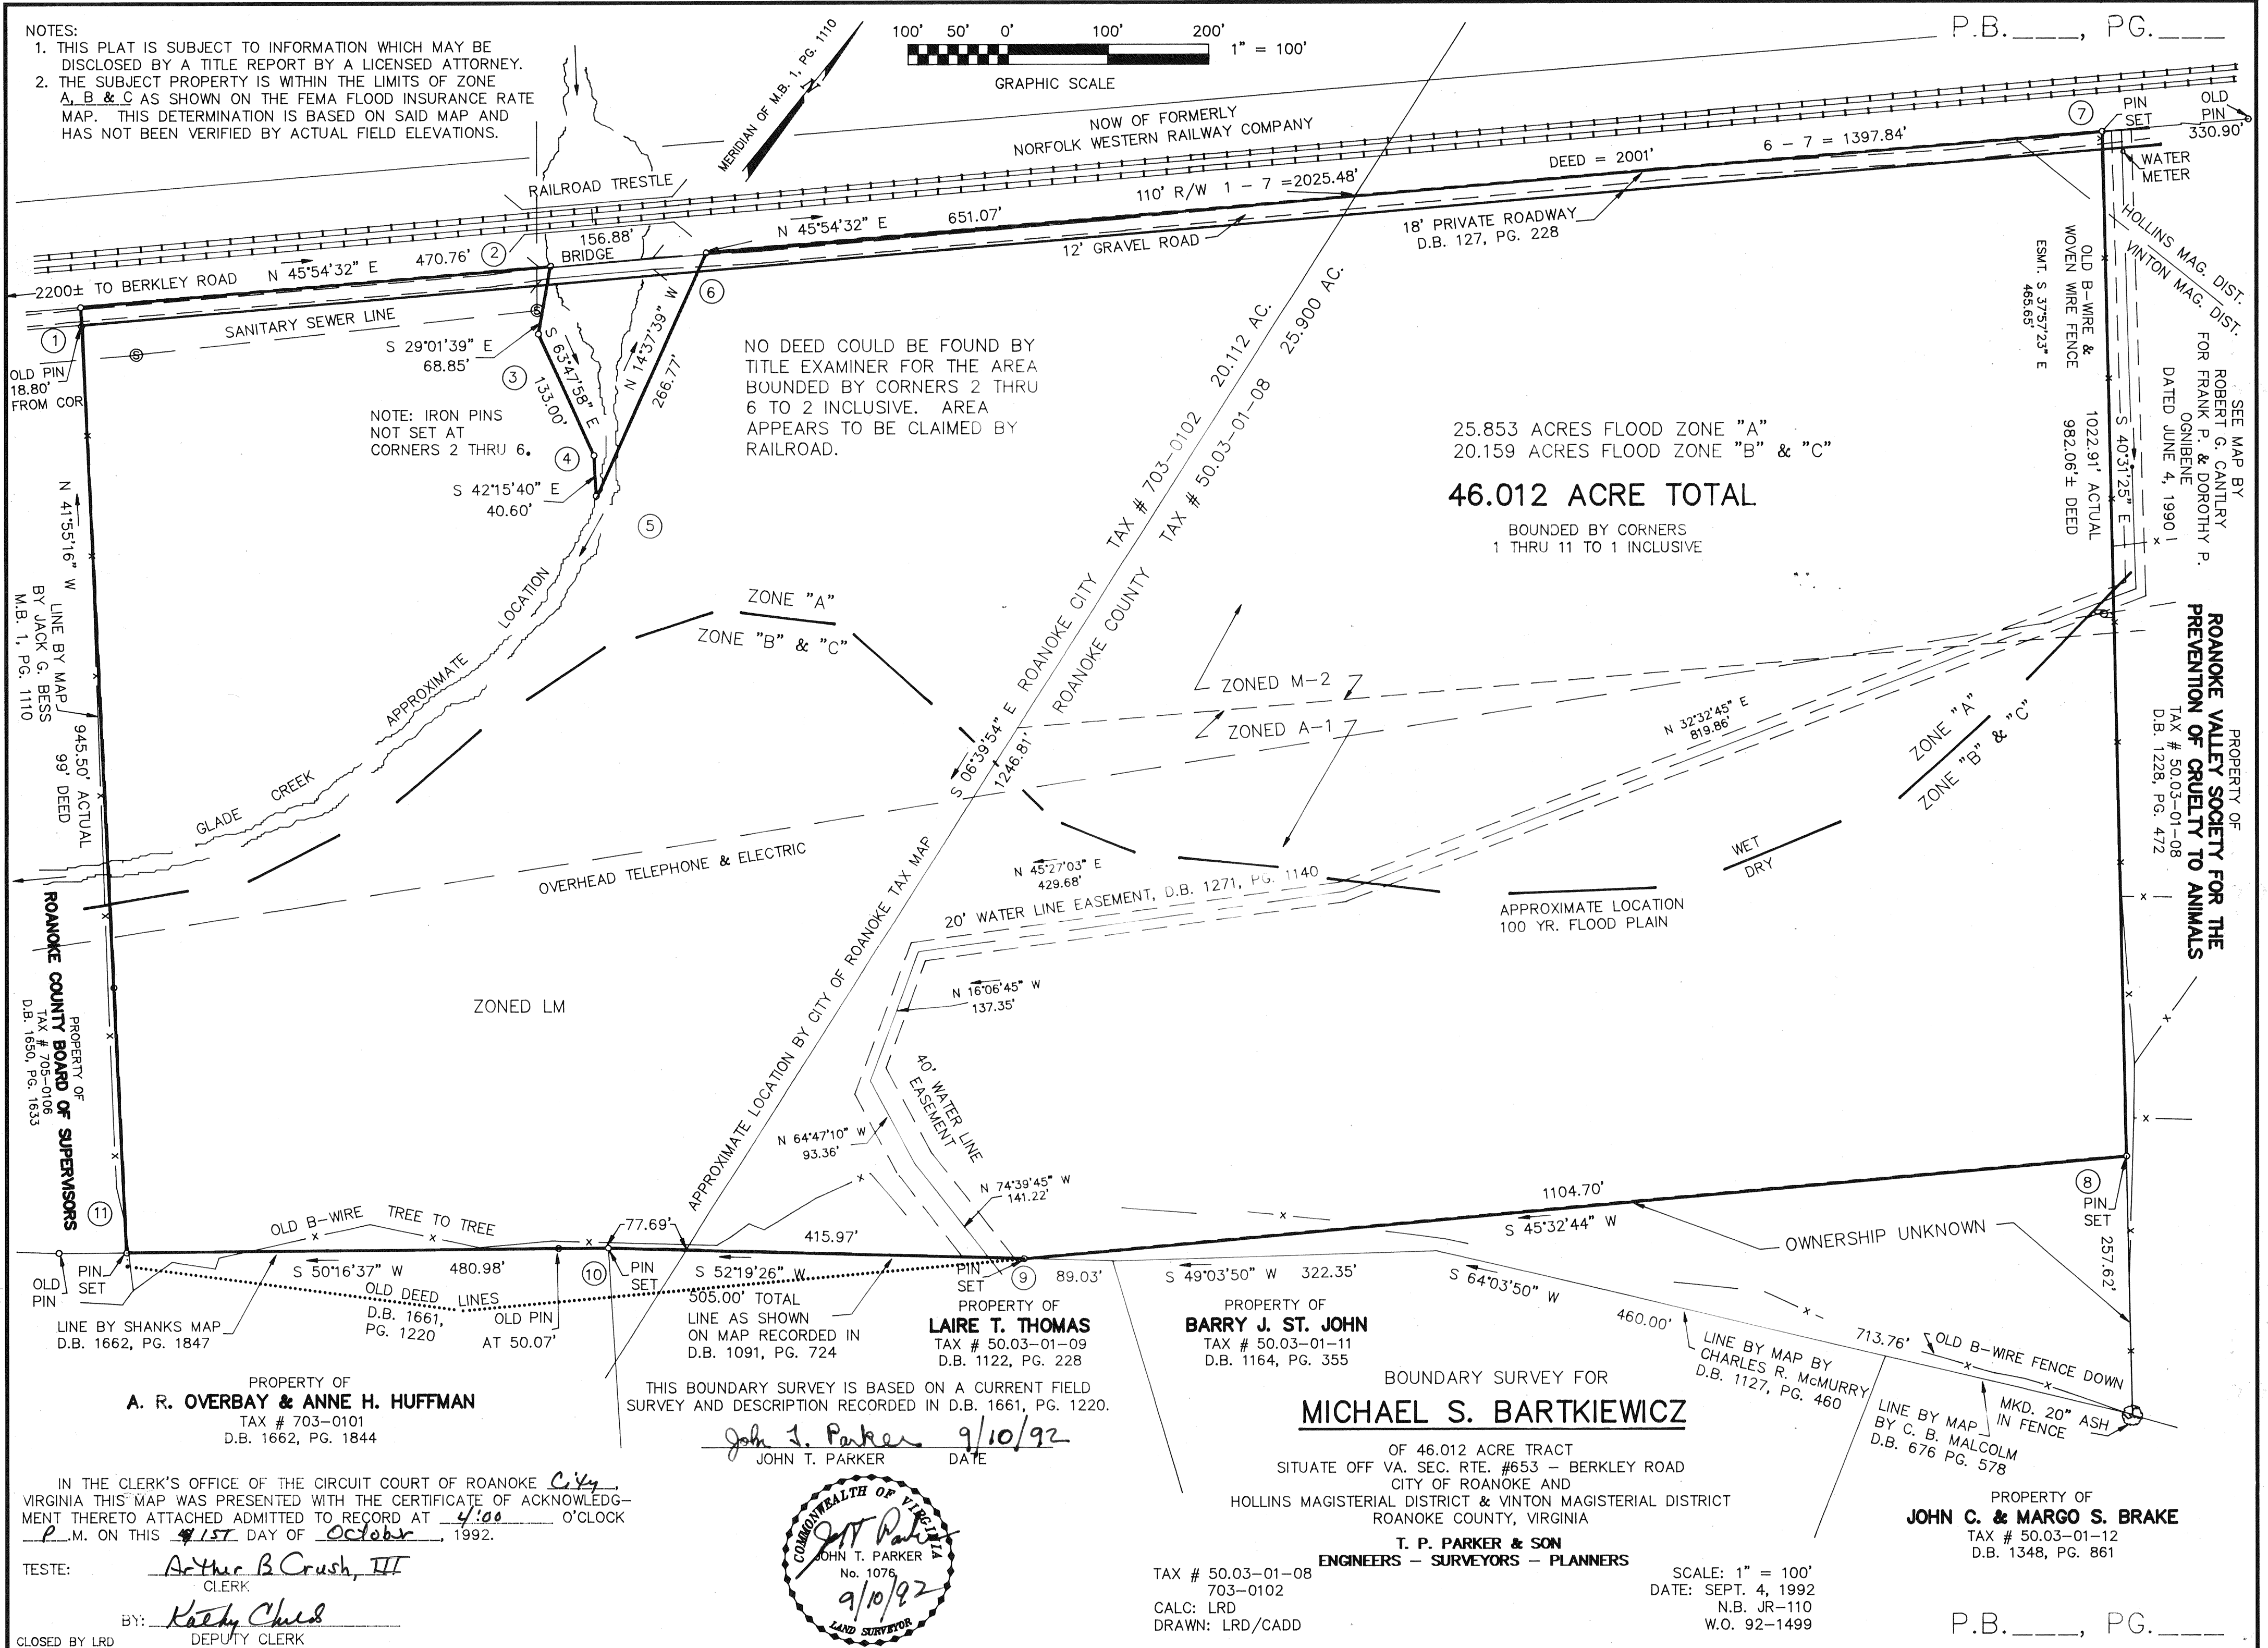 NOTES:
1. THIS PLAT IS SUBJECT TO INFORMATION WHICH MAY BE
DISCLOSED BY A TITLE REPORT BY A LICENSED ATTORNEY.
2. THE SUBJECT PROPERTY IS WITHIN THE LIMITS OF ZONE
A, B & C AS SHOWN ON THE FEMA FLOOD INSURANCE RATE
MAP. THIS DETERMINATION IS BASED ON SAID MAP AND
HAS NOT BEEN VERIFIED BY ACTUAL FIELD ELEVATIONS.
MERIDIAN OF M.B. 1, PG. 1110
N
100' 50' 0' 100' 200'
1" = 100'
GRAPHIC SCALE
P.B.____, PG.____
NOW OF FORMERLY
NORFOLK WESTERN RAILWAY COMPANY
RAILROAD TRESTLE
156.88'
BRIDGE
N 45°54'32" E
651.07'
110' R/W 1 - 7 =2025.48'
DEED = 2001'
6 - 7 = 1397.84'
7
PIN
SET
OLD
PIN
330.90'
WATER
METER
12' GRAVEL ROAD
18' PRIVATE ROADWAY
D.B. 127, PG. 228
2200± TO BERKLEY ROAD
N 45°54'32" E
470.76'
2
SANITARY SEWER LINE
S
S
1
OLD PIN
18.80'
FROM COR
S 29°01'39" E
68.85'
3
S 63°47'58" E
133.00'
N 14°37'39" W
266.77'
6
NOTE: IRON PINS
NOT SET AT
CORNERS 2 THRU 6.
4
S 42°15'40" E
40.60'
5
NO DEED COULD BE FOUND BY
TITLE EXAMINER FOR THE AREA
BOUNDED BY CORNERS 2 THRU
6 TO 2 INCLUSIVE. AREA
APPEARS TO BE CLAIMED BY
RAILROAD.
20.112 AC.
25.900 AC.
TAX # 703-0102
TAX # 50.03-01-08
ROANOKE CITY
ROANOKE COUNTY
25.853 ACRES FLOOD ZONE "A"
20.159 ACRES FLOOD ZONE "B" & "C"
46.012 ACRE TOTAL
BOUNDED BY CORNERS
1 THRU 11 TO 1 INCLUSIVE
HOLLINS MAG. DIST.
VINTON MAG. DIST.
OLD B-WIRE &
WOVEN WIRE FENCE
ESMT. S 37°57'23" E
465.65'
S 40°31'25" E
1022.91' ACTUAL
982.06'± DEED
SEE MAP BY
ROBERT G. CANTLRY
FOR FRANK P. & DOROTHY P.
OGNIBENE
DATED JUNE 4, 1990
PROPERTY OF
ROANOKE VALLEY SOCIETY FOR THE
PREVENTION OF CRUELTY TO ANIMALS
TAX # 50.03-01-08
D.B. 1228, PG. 472
N 41°55'16" W
LINE BY MAP
BY JACK G. BESS
M.B. 1, PG. 1110
945.50' ACTUAL
99' DEED
APPROXIMATE LOCATION
GLADE CREEK
ZONE "A"
ZONE "B" & "C"
S 06°39'54" E
1246.81'
ZONED M-2
ZONED A-1
N 32°32'45" E
819.86'
ZONE "A"
ZONE "B" & "C"
WET
DRY
OVERHEAD TELEPHONE & ELECTRIC
APPROXIMATE LOCATION BY CITY OF ROANOKE TAX MAP
N 45°27'03" E
429.68'
20' WATER LINE EASEMENT, D.B. 1271, PG. 1140
APPROXIMATE LOCATION
100 YR. FLOOD PLAIN
ZONED LM
N 16°06'45" W
137.35'
40' WATER LINE
EASEMENT
N 64°47'10" W
93.36'
N 74°39'45" W
141.22'
PROPERTY OF
ROANOKE COUNTY BOARD OF SUPERVISORS
TAX # 705-0106
D.B. 1650, PG. 1633
11
OLD B-WIRE TREE TO TREE
77.69'
415.97'
1104.70'
S 45°32'44" W
OWNERSHIP UNKNOWN
8
PIN
SET
257.62'
OLD
PIN
PIN
SET
S 50°16'37" W
480.98'
10
PIN
SET
S 52°19'26" W
505.00' TOTAL
PIN
SET
9
89.03'
S 49°03'50" W
322.35'
S 64°03'50" W
460.00'
713.76'
OLD B-WIRE FENCE DOWN
OLD DEED LINES
D.B. 1661,
PG. 1220
OLD PIN
AT 50.07'
LINE BY SHANKS MAP
D.B. 1662, PG. 1847
LINE AS SHOWN
ON MAP RECORDED IN
D.B. 1091, PG. 724
PROPERTY OF
LAIRE T. THOMAS
TAX # 50.03-01-09
D.B. 1122, PG. 228
PROPERTY OF
BARRY J. ST. JOHN
TAX # 50.03-01-11
D.B. 1164, PG. 355
LINE BY MAP BY
CHARLES R. McMURRY
D.B. 1127, PG. 460
LINE BY MAP
BY C. B. MALCOLM
D.B. 676 PG. 578
MKD. 20" ASH
IN FENCE
PROPERTY OF
A. R. OVERBAY & ANNE H. HUFFMAN
TAX # 703-0101
D.B. 1662, PG. 1844
THIS BOUNDARY SURVEY IS BASED ON A CURRENT FIELD
SURVEY AND DESCRIPTION RECORDED IN D.B. 1661, PG. 1220.
John T. Parker 9/10/92
JOHN T. PARKER DATE
BOUNDARY SURVEY FOR
MICHAEL S. BARTKIEWICZ
OF 46.012 ACRE TRACT
SITUATE OFF VA. SEC. RTE. #653 – BERKLEY ROAD
CITY OF ROANOKE AND
HOLLINS MAGISTERIAL DISTRICT & VINTON MAGISTERIAL DISTRICT
ROANOKE COUNTY, VIRGINIA
T. P. PARKER & SON
ENGINEERS – SURVEYORS – PLANNERS
TAX # 50.03-01-08
703-0102
CALC: LRD
DRAWN: LRD/CADD
SCALE: 1" = 100'
DATE: SEPT. 4, 1992
N.B. JR-110
W.O. 92-1499
PROPERTY OF
JOHN C. & MARGO S. BRAKE
TAX # 50.03-01-12
D.B. 1348, PG. 861
IN THE CLERK'S OFFICE OF THE CIRCUIT COURT OF ROANOKE City,
VIRGINIA THIS MAP WAS PRESENTED WITH THE CERTIFICATE OF ACKNOWLEDG-
MENT THERETO ATTACHED ADMITTED TO RECORD AT 4:00 O'CLOCK
P.M. ON THIS 1ST DAY OF October, 1992.
TESTE: Arthur B Crush, III
CLERK
BY: Kathy
DEPUTY CLERK
CLOSED BY LRD
COMMONWEALTH OF VIRGINIA
JOHN T. PARKER
No. 1076
9/10/92
LAND SURVEYOR
P.B.____, PG.____